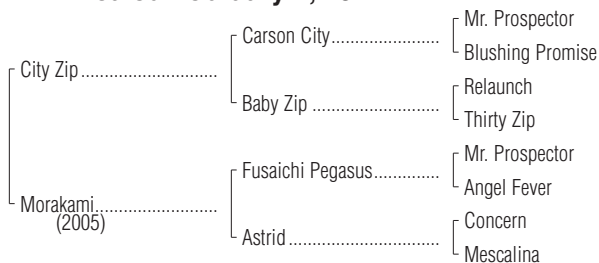 Mr. Prospector
Carson City
Blushing Promise
City Zip
Relaunch
Baby Zip
Thirty Zip
Mr. Prospector
Fusaichi Pegasus
Angel Fever
Morakami
(2005)
Concern
Astrid
Mescalina